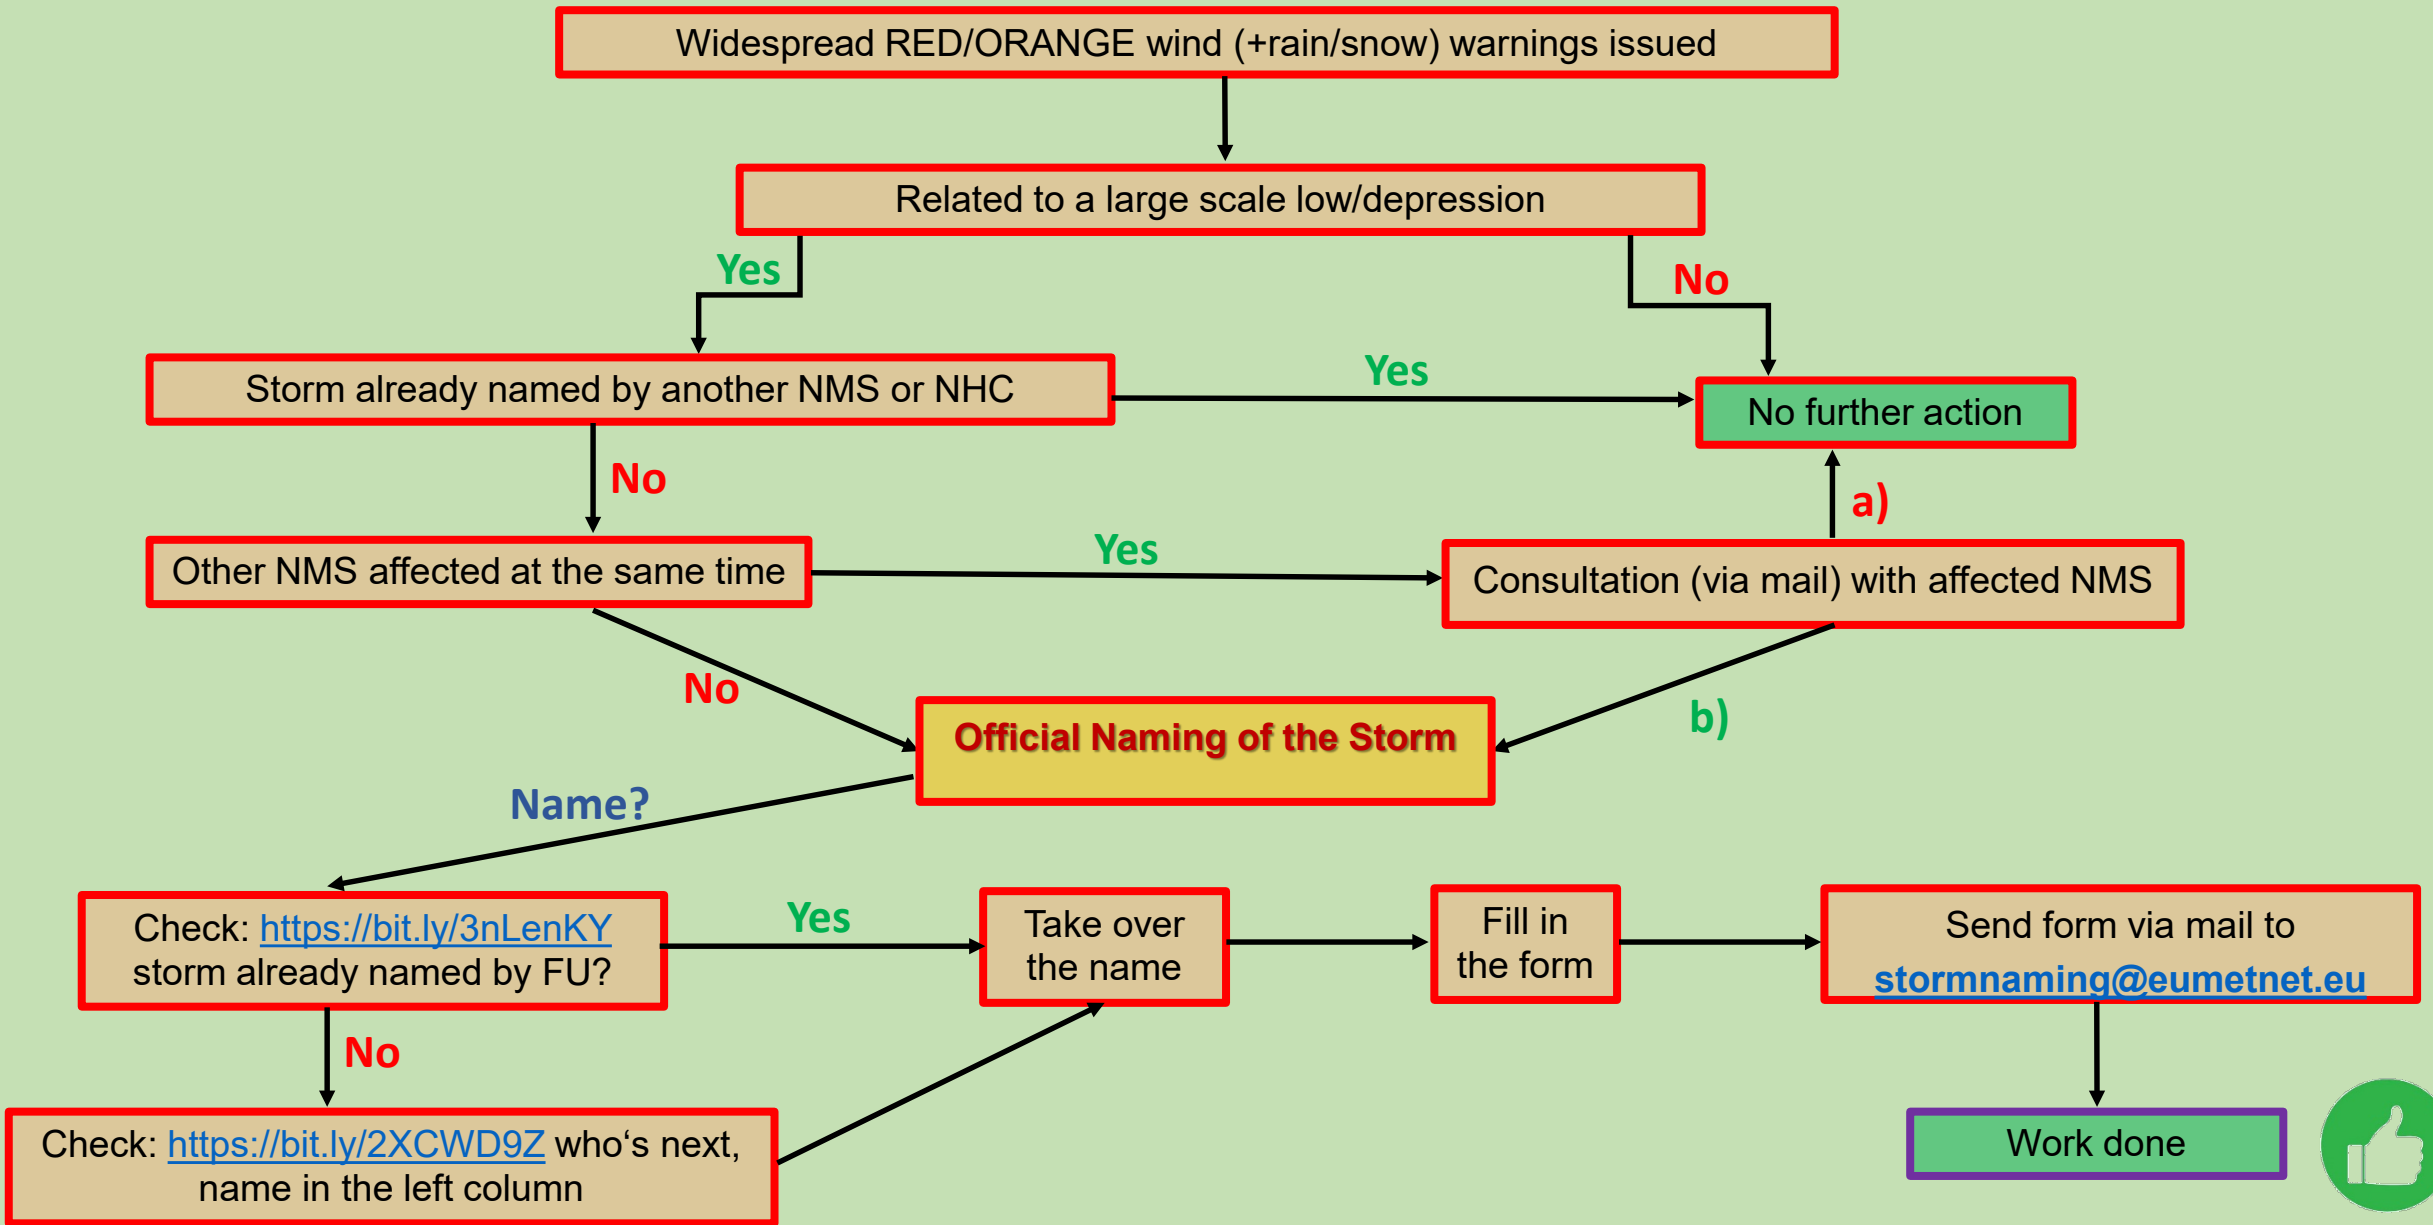 Widespread RED/ORANGE wind (+rain/snow) warnings issued
Related to a large scale low/depression
Yes
No
Storm already named by another NMS or NHC
Yes
No further action
No
a)
Other NMS affected at the same time
Yes
Consultation (via mail) with affected NMS
No
b)
Official Naming of the Storm
Name?
Check: https://bit.ly/3nLenKY
storm already named by FU?
Yes
Take over
the name
Fill in
the form
Send form via mail to
stormnaming@eumetnet.eu
No
Check: https://bit.ly/2XCWD9Z who‘s next,
name in the left column
Work done